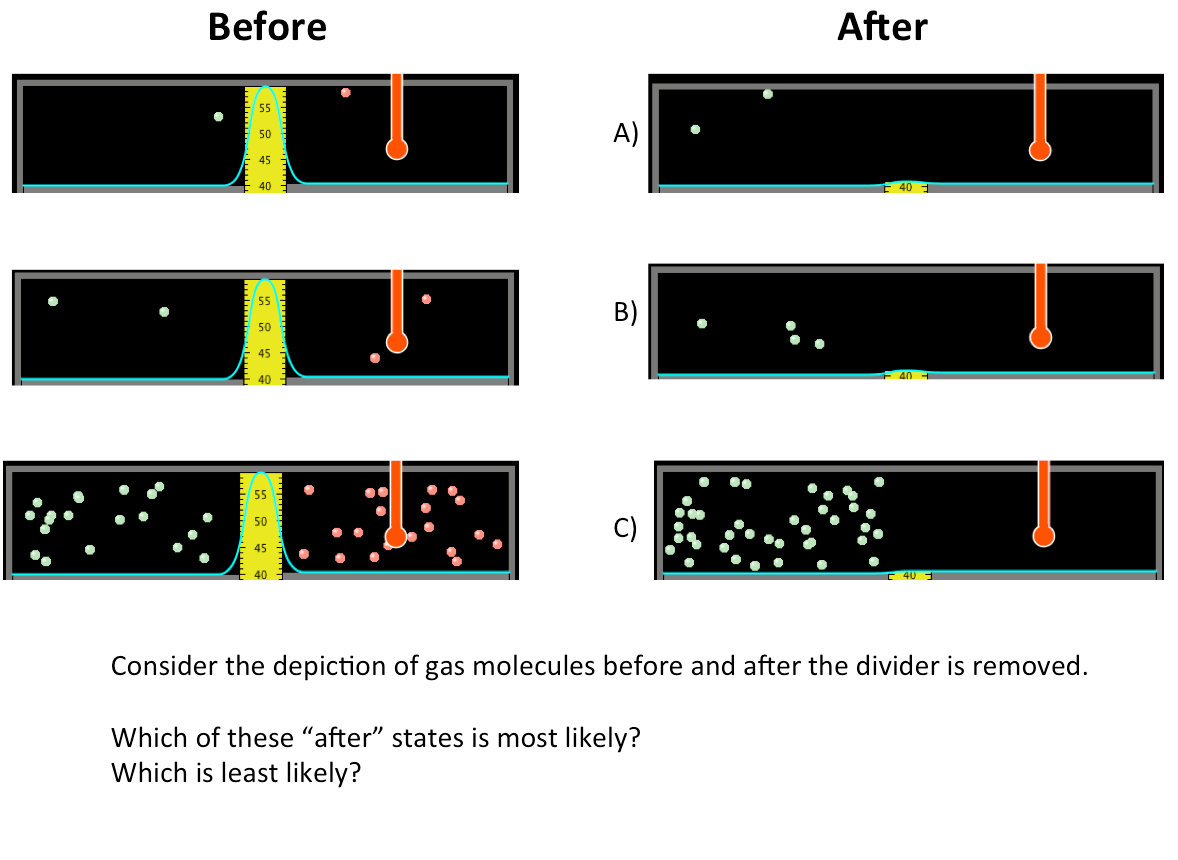 Before
After
55
50
45
40
A)
40
55
50
45
40
B)
40
55
50
45
40
C)
40
Consider the depiction of gas molecules before and after the divider is removed.
Which of these “after” states is most likely?
Which is least likely?